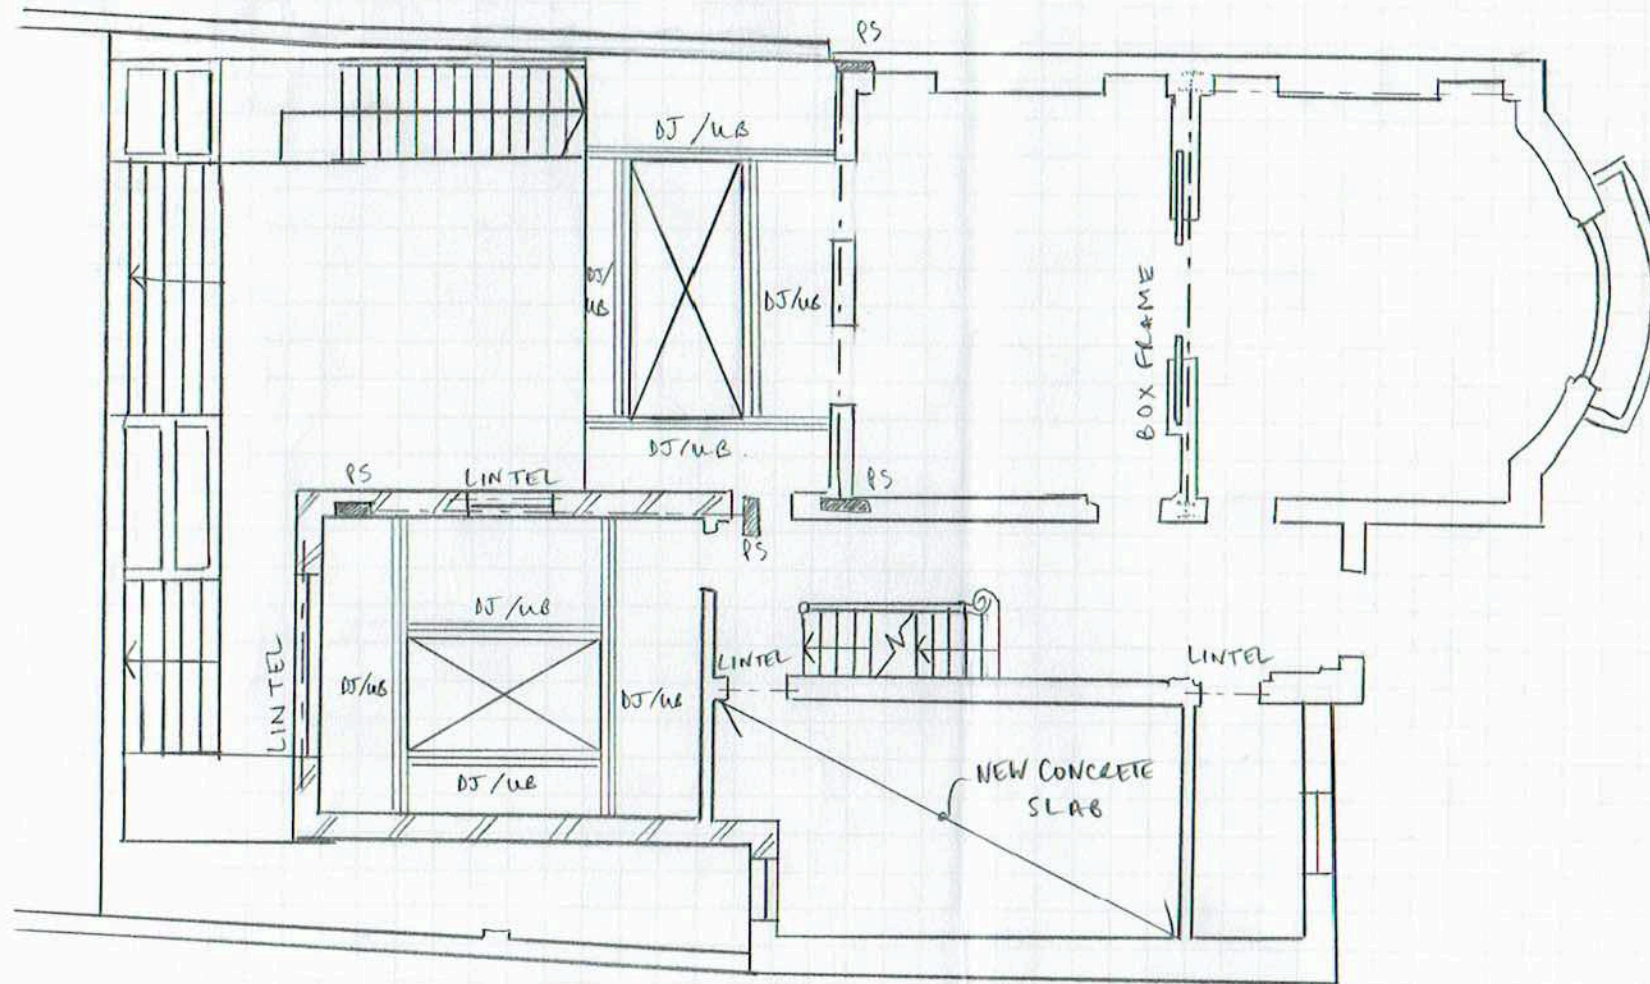 PS
DJ/UB
DJ/
UB
DJ/UB
BOX FRAME
DJ/UB
PS
LINTEL
PS
PS
DJ/UB
LINTEL
DJ/UB
DJ/UB
LINTEL
LINTEL
DJ/UB
NEW CONCRETE
SLAB